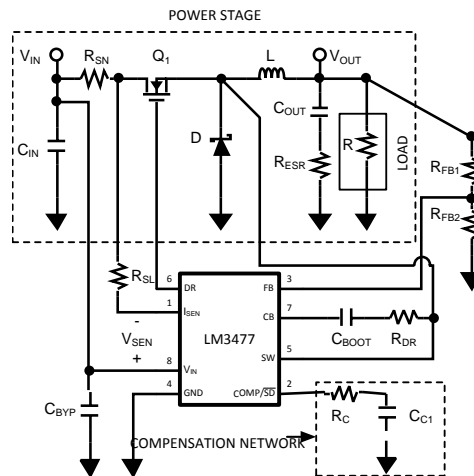 POWER STAGE
VIN
RSN
Q1
L
VOUT
CIN
D
COUT
RESR
R
LOAD
RFB1
RFB2
RSL
6
DR
FB
3
1
ISEN
CB
7
-
VSEN
+
LM3477
CBOOT
RDR
8
VIN
SW
5
4
GND
COMP/SD
2
CBYP
RC
CC1
COMPENSATION NETWORK